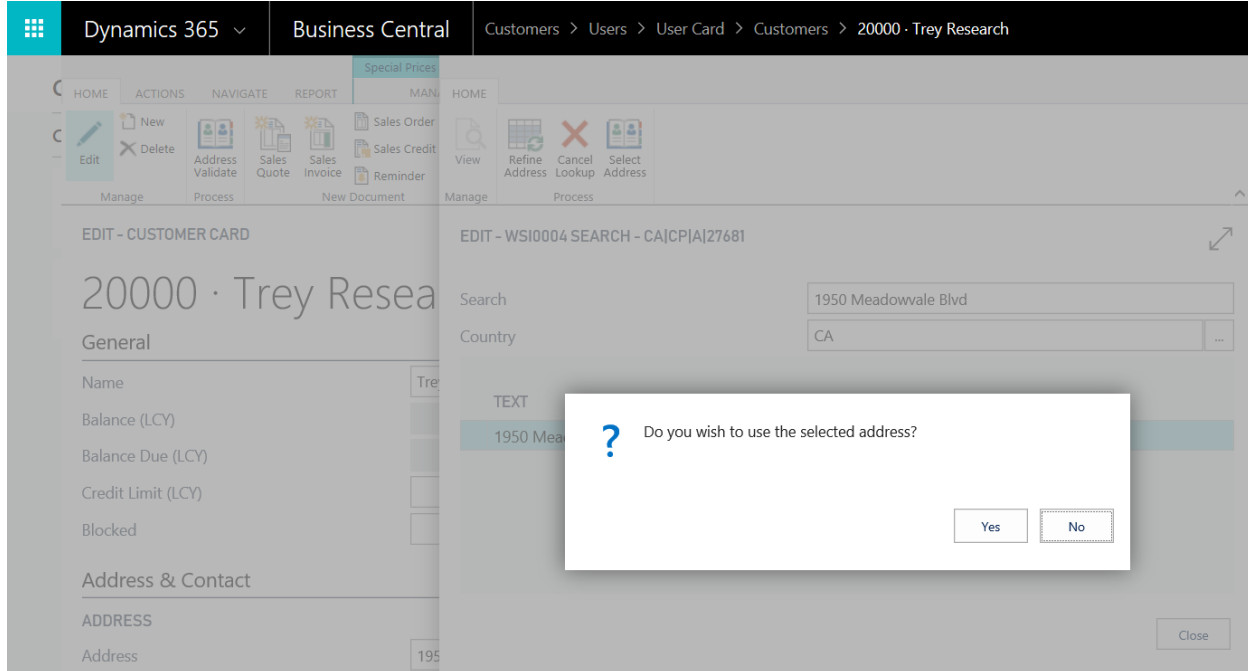 Dynamics 365 Business Central Customers > Users > User Card > Customers > 20000 · Trey Research
Special Prices
HOME ACTIONS NAVIGATE REPORT
HOME
Edit
New
Delete
Manage
Address Validate
Process
Sales Quote
Sales Invoice
Sales Order
Sales Credit
Reminder
New Document
View
Manage
Refine Address
Cancel Lookup
Select Address
Process
EDIT - CUSTOMER CARD
20000 · Trey
General
Name
Balance (LCY)
Balance Due (LCY)
Credit Limit (LCY)
Blocked
Address & Contact
ADDRESS
Address
EDIT - WSI0004 SEARCH - CA|CP|A|27681
Search 1950 Meadowvale Blvd
Country CA ...
TEXT
1950
Do you wish to use the selected address?
Yes No
Close